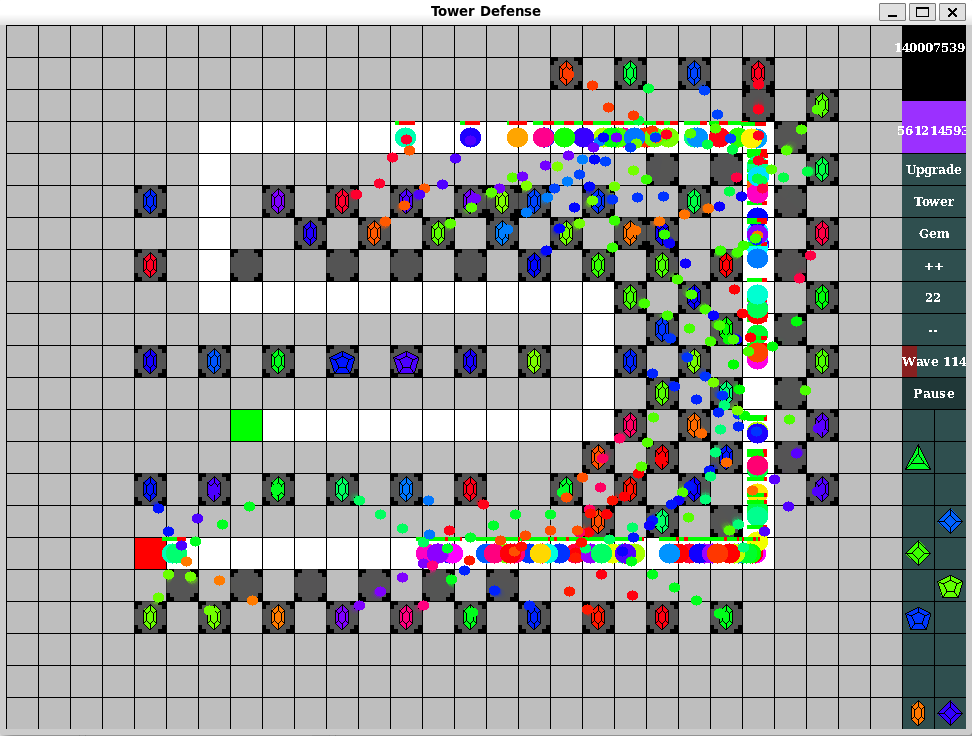 Tower Defense
140007539
561214593
Upgrade
Tower
Gem
++
22
--
Wave 114
Pause